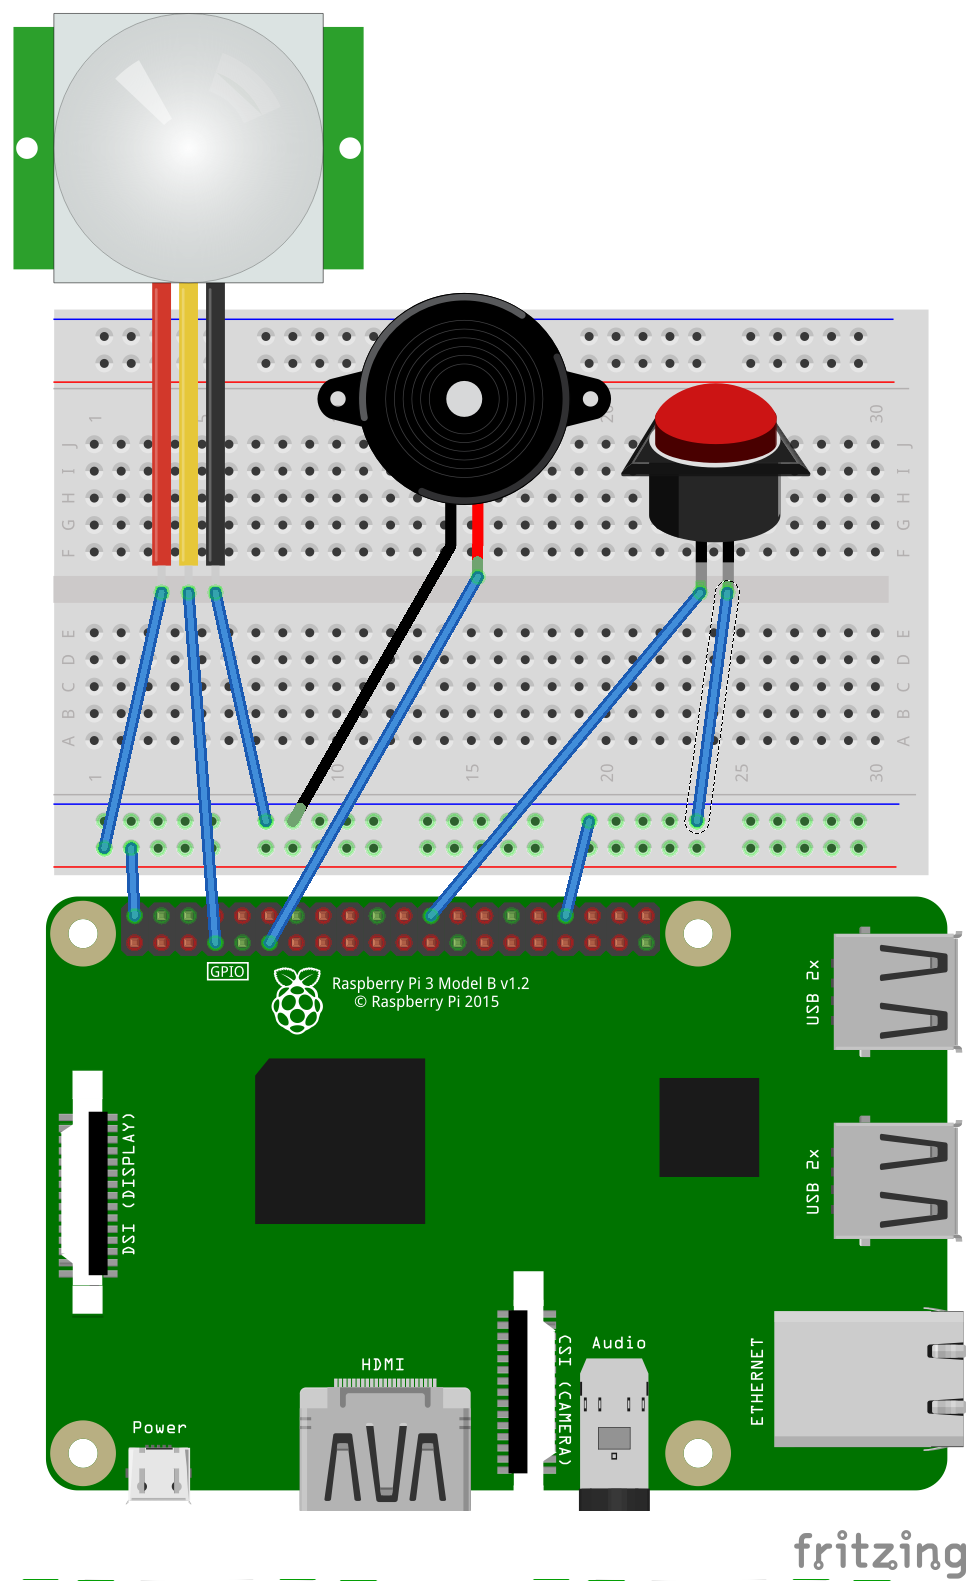 1
5
20
30
J
J
I
I
H
H
G
G
F
F
E
E
D
D
C
C
B
B
A
A
1
10
15
20
25
30
GPIO
Raspberry Pi 3 Model B v1.2
© Raspberry Pi 2015
USB 2x
DSI (DISPLAY)
USB 2x
CSI (CAMERA)
Audio
ETHERNET
HDMI
Power
fritzing